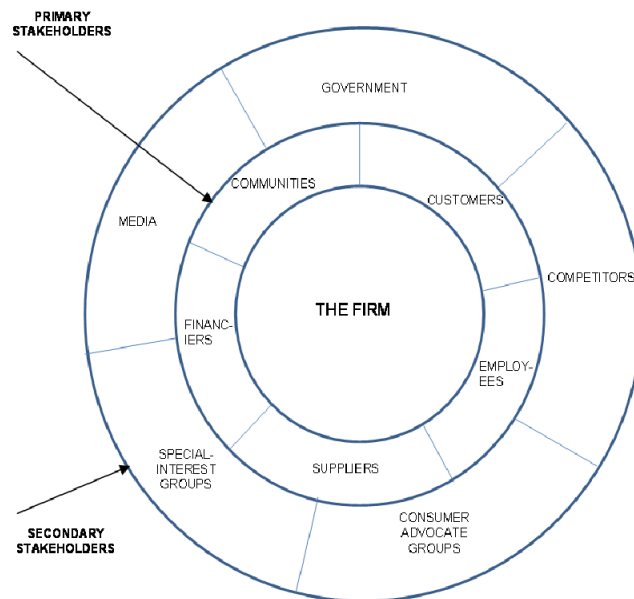 PRIMARY
STAKEHOLDERS
GOVERNMENT
COMMUNITIES
CUSTOMERS
MEDIA
COMPETITORS
THE FIRM
FINANC-
IERS
EMPLOY-
EES
SPECIAL-
INTEREST
GROUPS
SUPPLIERS
CONSUMER
ADVOCATE
GROUPS
SECONDARY
STAKEHOLDERS